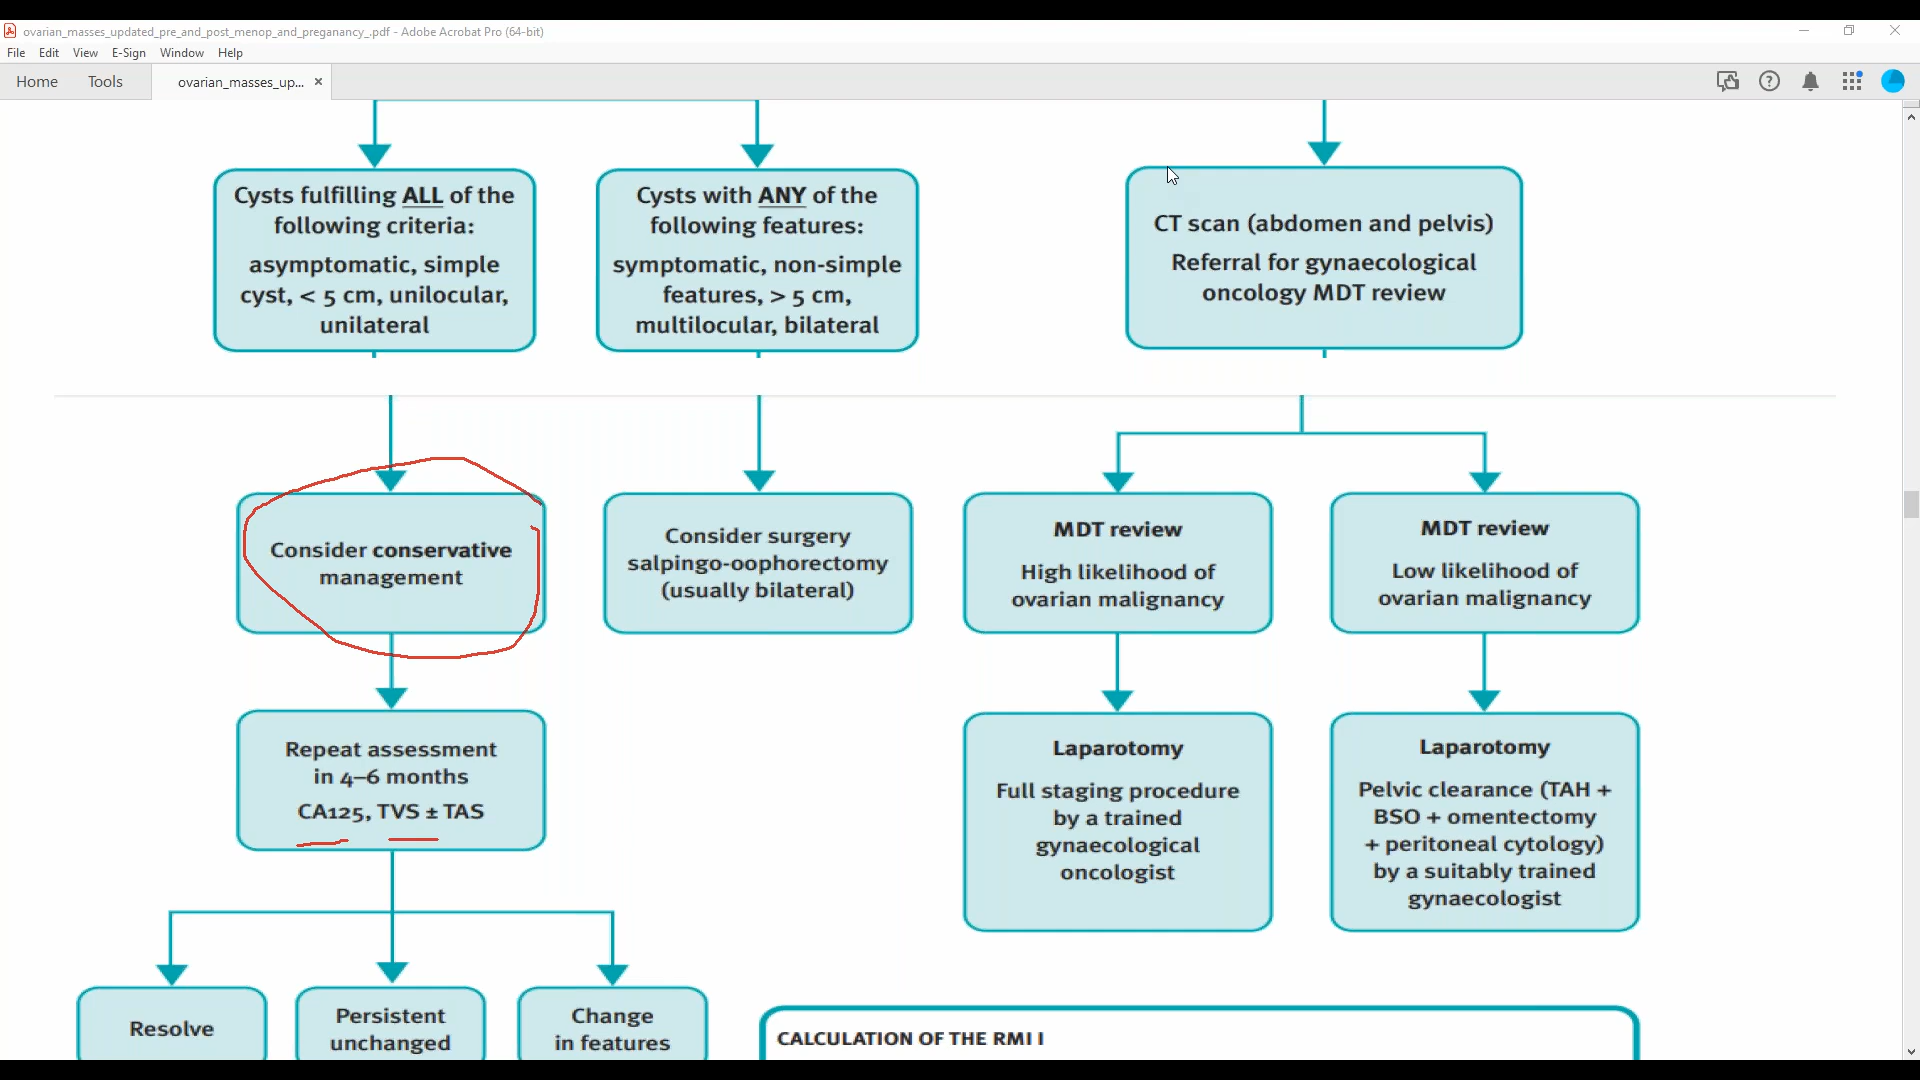 ovarian_masses_updated_pre_and_post_menop_and_preganancy_.pdf - Adobe Acrobat Pro (64-bit)
File Edit View E-Sign Window Help
Home Tools ovarian_masses_up...
Cysts fulfilling ALL of the
following criteria:
asymptomatic, simple
cyst, < 5 cm, unilocular,
unilateral
Cysts with ANY of the
following features:
symptomatic, non-simple
features, > 5 cm,
multilocular, bilateral
CT scan (abdomen and pelvis)
Referral for gynaecological
oncology MDT review
Consider conservative
management
Consider surgery
salpingo-oophorectomy
(usually bilateral)
MDT review
High likelihood of
ovarian malignancy
MDT review
Low likelihood of
ovarian malignancy
Repeat assessment
in 4–6 months
CA125, TVS ± TAS
Laparotomy
Full staging procedure
by a trained
gynaecological
oncologist
Laparotomy
Pelvic clearance (TAH +
BSO + omentectomy
+ peritoneal cytology)
by a suitably trained
gynaecologist
Resolve
Persistent
unchanged
Change
in features
CALCULATION OF THE RMI I